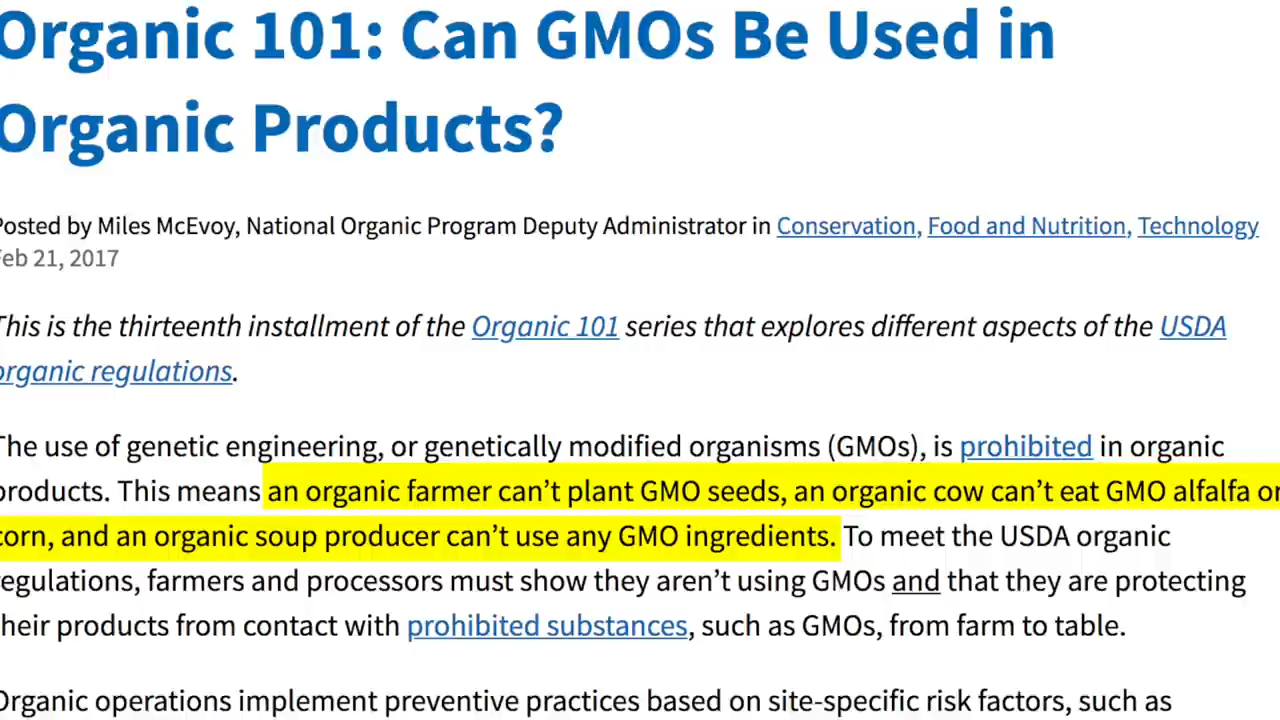 Organic 101: Can GMOs Be Used in
Organic Products?
Posted by Miles McEvoy, National Organic Program Deputy Administrator in Conservation, Food and Nutrition, Technology
Feb 21, 2017
This is the thirteenth installment of the Organic 101 series that explores different aspects of the USDA
organic regulations.
The use of genetic engineering, or genetically modified organisms (GMOs), is prohibited in organic
products. This means an organic farmer can’t plant GMO seeds, an organic cow can’t eat GMO alfalfa or
corn, and an organic soup producer can’t use any GMO ingredients. To meet the USDA organic
regulations, farmers and processors must show they aren’t using GMOs and that they are protecting
their products from contact with prohibited substances, such as GMOs, from farm to table.
Organic operations implement preventive practices based on site-specific risk factors, such as